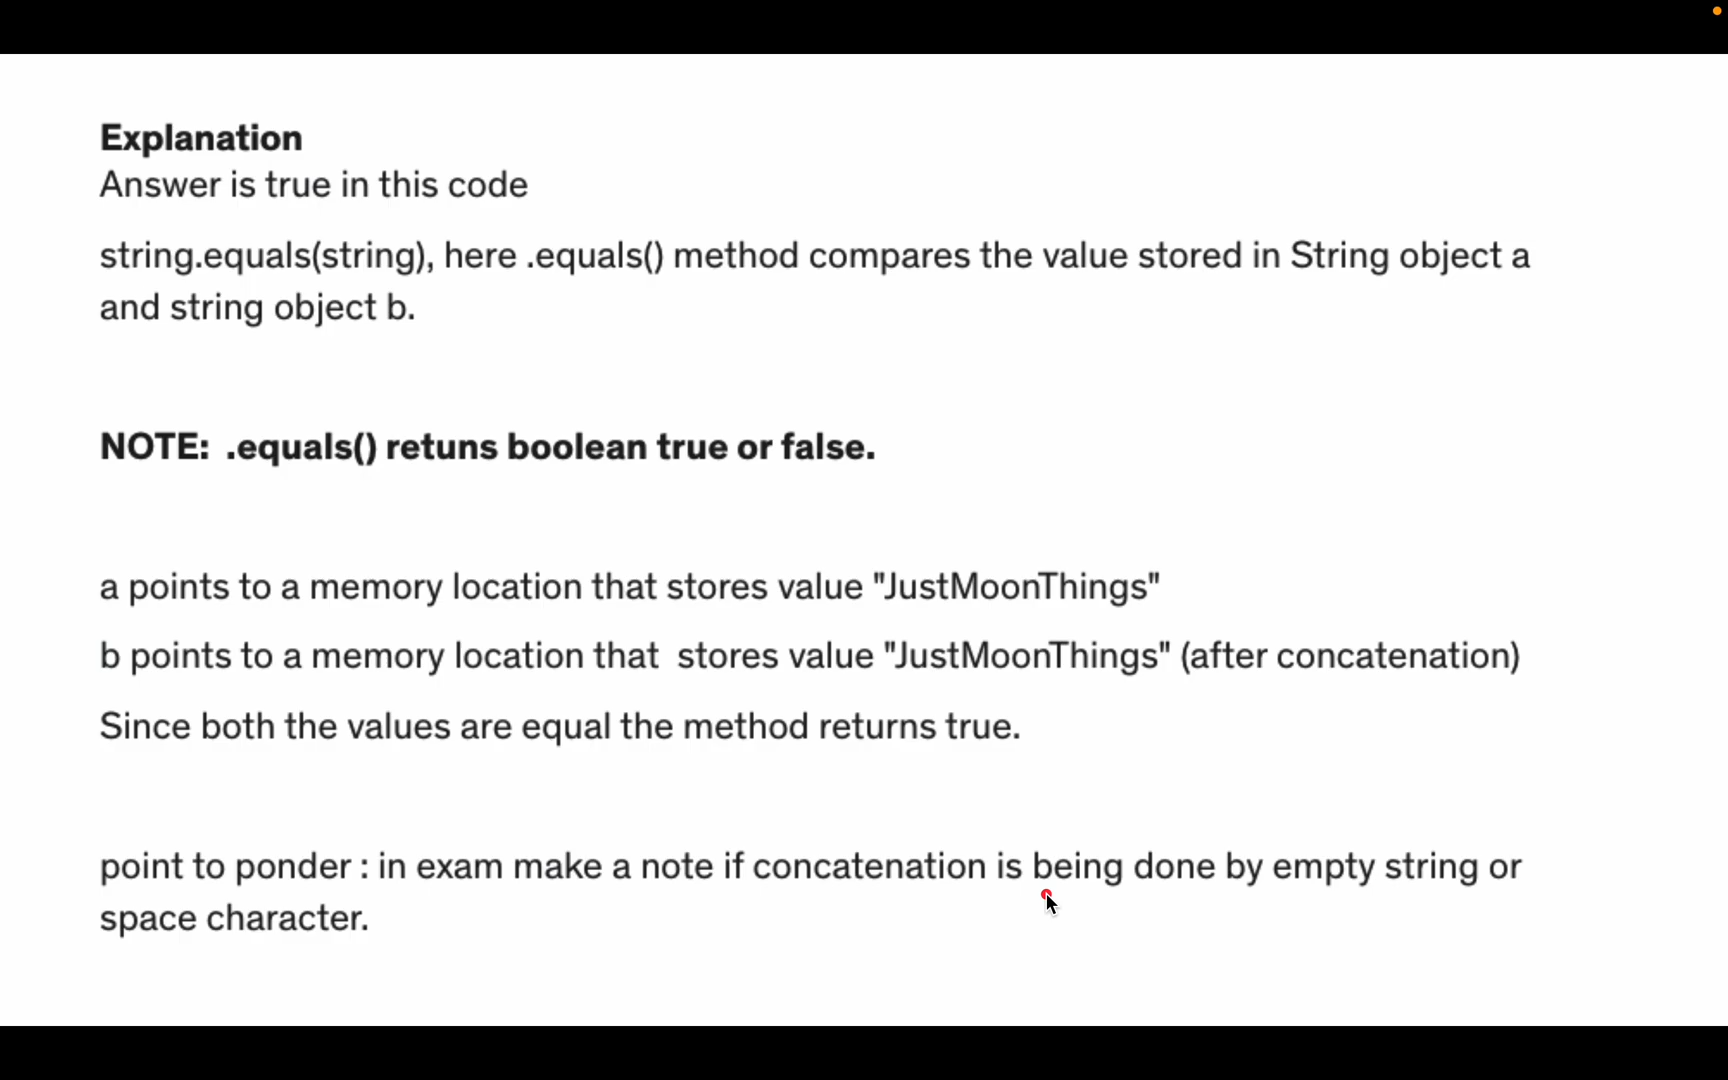 Explanation
Answer is true in this code
string.equals(string), here .equals() method compares the value stored in String object a
and string object b.
NOTE:  .equals() retuns boolean true or false.
a points to a memory location that stores value "JustMoonThings"
b points to a memory location that  stores value "JustMoonThings" (after concatenation)
Since both the values are equal the method returns true.
point to ponder : in exam make a note if concatenation is being done by empty string or
space character.